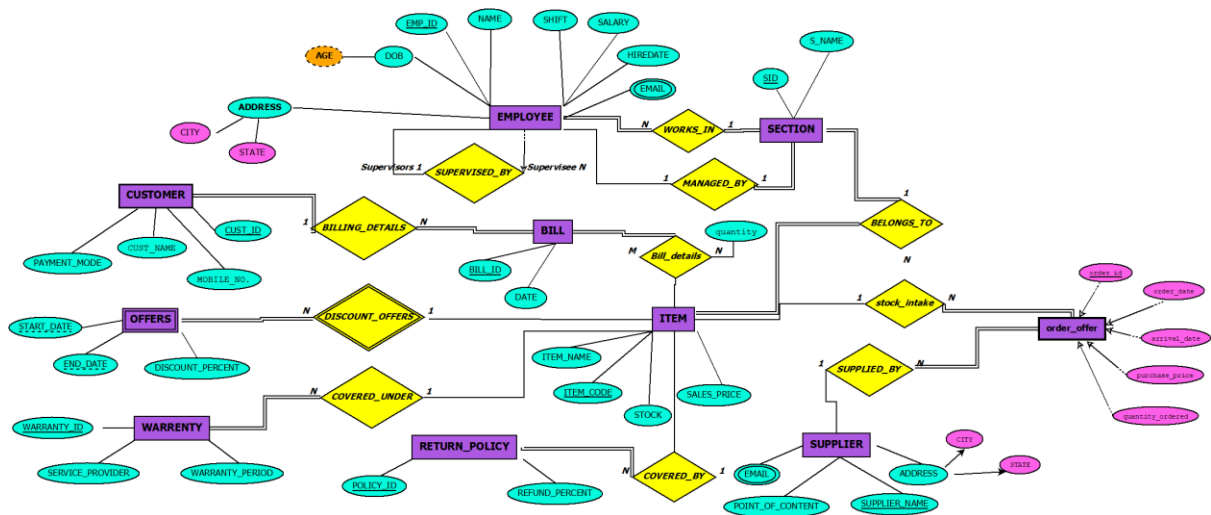 S_NAME
NAME
SHIFT
SALARY
EMP_ID
HIREDATE
AGE
DOB
SID
EMAIL
ADDRESS
EMPLOYEE
N
WORKS_IN
1
SECTION
CITY
STATE
Supervisors 1
SUPERVISED_BY
Supervisee N
1
MANAGED_BY
1
CUSTOMER
1
BELONGS_TO
N
CUST_ID
1
BILLING_DETAILS
N
BILL
quantity
CUST_NAME
PAYMENT_MODE
MOBILE_NO.
BILL_ID
DATE
M
Bill_details
N
order_id
order_date
START_DATE
OFFERS
N
DISCOUNT_OFFERS
1
ITEM
1
stock_intake
N
order_offer
arrival_date
END_DATE
DISCOUNT_PERCENT
ITEM_NAME
ITEM_CODE
SALES_PRICE
STOCK
1
SUPPLIED_BY
N
purchase_price
quantity_ordered
N
COVERED_UNDER
1
WARRANTY_ID
WARRENTY
SERVICE_PROVIDER
WARRANTY_PERIOD
RETURN_POLICY
N
COVERED_BY
1
POLICY_ID
REFUND_PERCENT
SUPPLIER
CITY
EMAIL
ADDRESS
STATE
POINT_OF_CONTENT
SUPPLIER_NAME